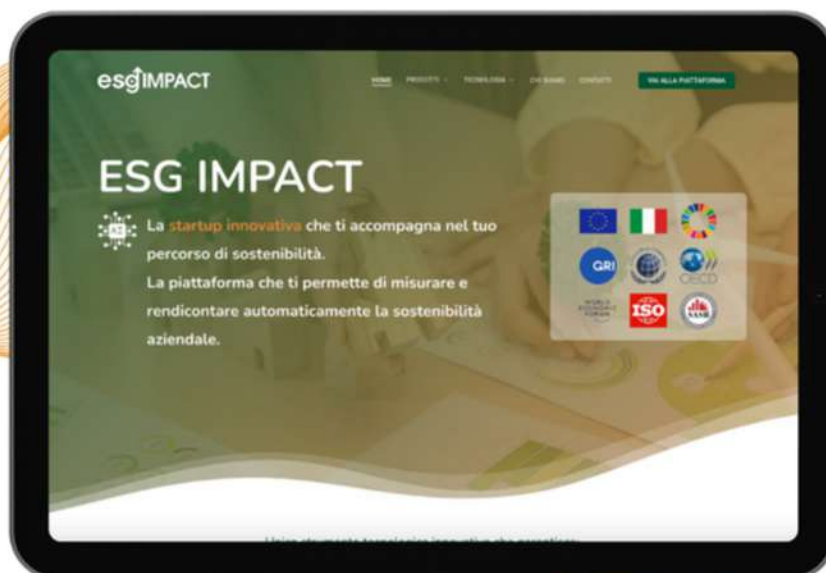 esgIMPACT
HOME PRODOTTI TECNOLOGIA CHI SIAMO CONTATTI VAI ALLA PIATTAFORMA
ESG IMPACT
AI
La startup innovativa che ti accompagna nel tuo
percorso di sostenibilità.
La piattaforma che ti permette di misurare e
rendicontare automaticamente la sostenibilità
aziendale.
GRI
OECD
WORLD
ECONOMIC
FORUM
ISO
SASB